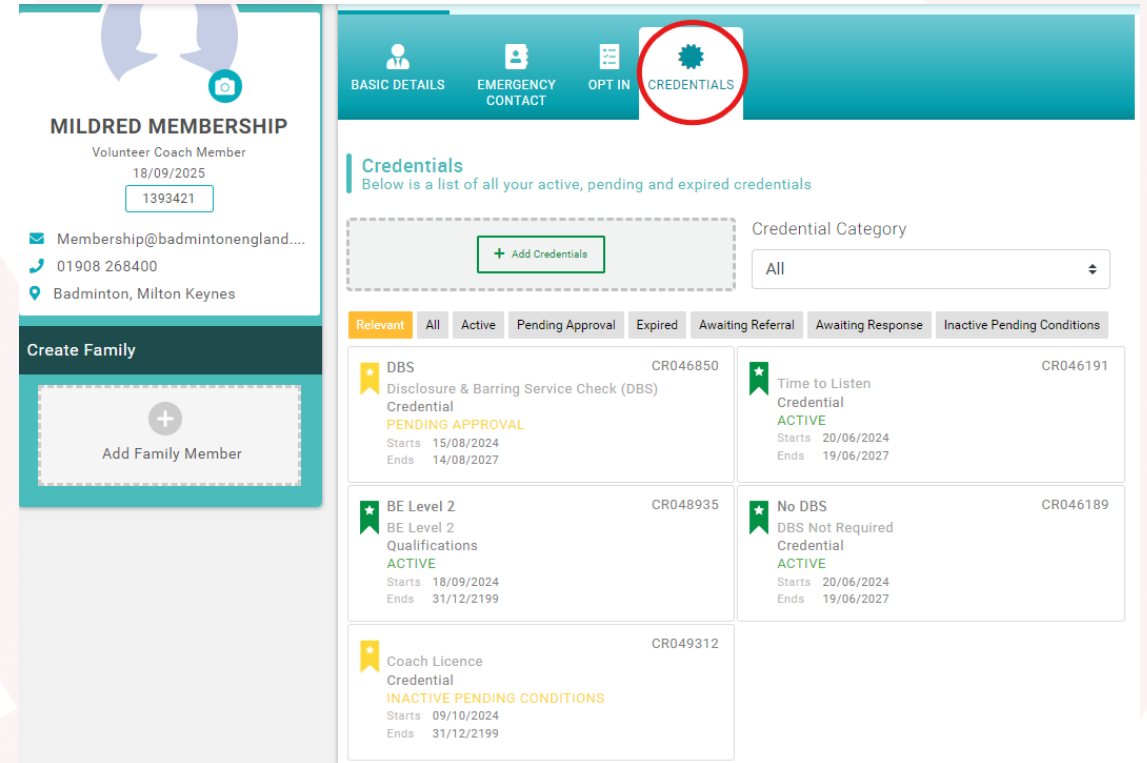 MILDRED MEMBERSHIP
Volunteer Coach Member
18/09/2025
1393421
Membership@badmintonengland....
01908 268400
Badminton, Milton Keynes
Create Family
Add Family Member
BASIC DETAILS
EMERGENCY
CONTACT
OPT IN
CREDENTIALS
Credentials
Below is a list of all your active, pending and expired credentials
+ Add Credentials
Credential Category
All
Relevant All Active Pending Approval Expired Awaiting Referral Awaiting Response Inactive Pending Conditions
DBS CR046850
Disclosure & Barring Service Check (DBS)
Credential
PENDING APPROVAL
Starts 15/08/2024
Ends 14/08/2027
CR046191
Time to Listen
Credential
ACTIVE
Starts 20/06/2024
Ends 19/06/2027
BE Level 2 CR048935
BE Level 2
Qualifications
ACTIVE
Starts 18/09/2024
Ends 31/12/2199
No DBS CR046189
DBS Not Required
Credential
ACTIVE
Starts 20/06/2024
Ends 19/06/2027
CR049312
Coach Licence
Credential
INACTIVE PENDING CONDITIONS
Starts 09/10/2024
Ends 31/12/2199